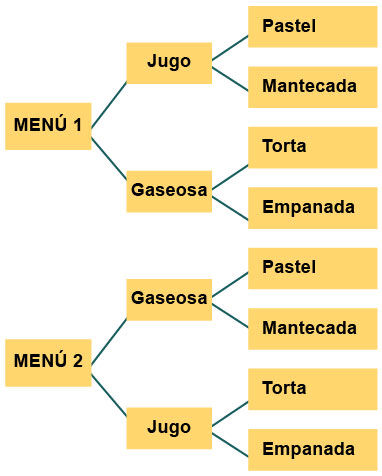 MENÚ 1
Jugo
Pastel
Mantecada
Gaseosa
Torta
Empanada
MENÚ 2
Gaseosa
Pastel
Mantecada
Jugo
Torta
Empanada